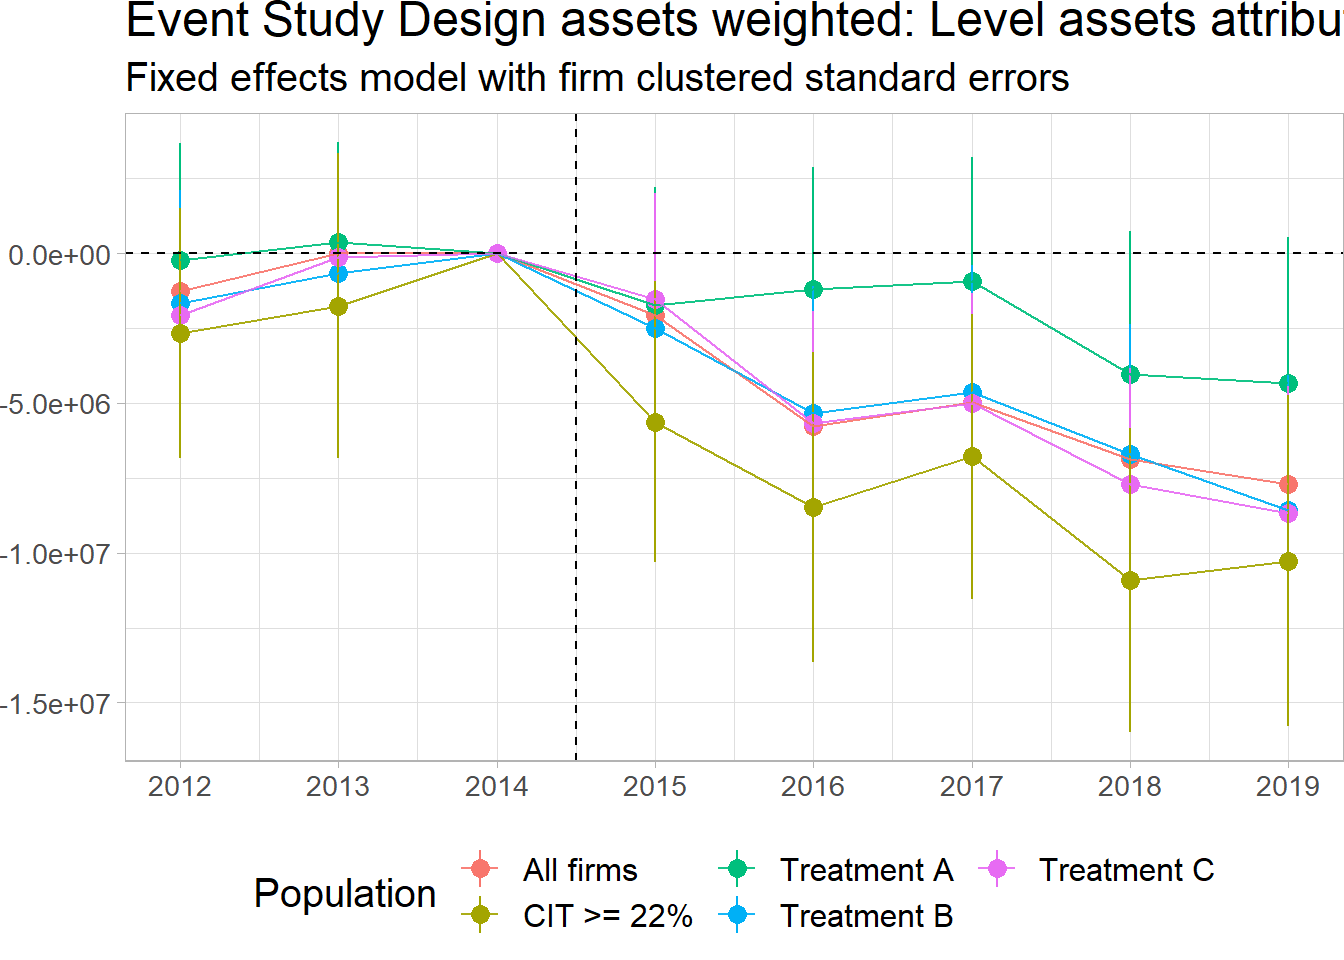 Event Study Design assets weighted: Level assets attribu
Fixed effects model with firm clustered standard errors
0.0e+00
-5.0e+06
-1.0e+07
-1.5e+07
2012 2013 2014 2015 2016 2017 2018 2019
Population
All firms Treatment A Treatment C
CIT >= 22% Treatment B